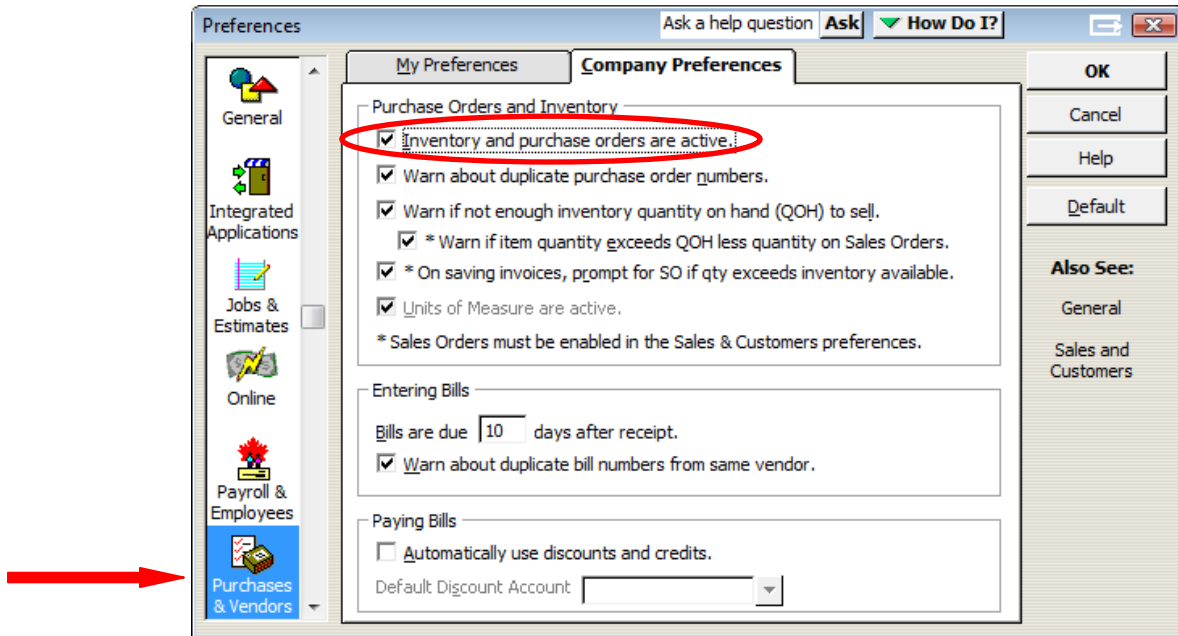 Preferences
Ask a help question Ask How Do I?
General
Integrated
Applications
Jobs &
Estimates
Online
Payroll &
Employees
Purchases
& Vendors
My Preferences
Company Preferences
Purchase Orders and Inventory
Inventory and purchase orders are active.
Warn about duplicate purchase order numbers.
Warn if not enough inventory quantity on hand (QOH) to sell.
* Warn if item quantity exceeds QOH less quantity on Sales Orders.
* On saving invoices, prompt for SO if qty exceeds inventory available.
Units of Measure are active.
* Sales Orders must be enabled in the Sales & Customers preferences.
Entering Bills
Bills are due 10 days after receipt.
Warn about duplicate bill numbers from same vendor.
Paying Bills
Automatically use discounts and credits.
Default Discount Account
OK
Cancel
Help
Default
Also See:
General
Sales and
Customers